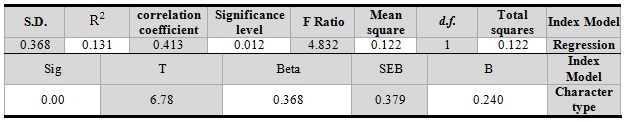 S.D. R² correlation coefficient Significance level F Ratio Mean square d.f. Total squares Index Model
0.368 0.131 0.413 0.012 4.832 0.122 1 0.122 Regression
Sig T Beta SEB B Index Model
0.00 6.78 0.368 0.379 0.240 Character type